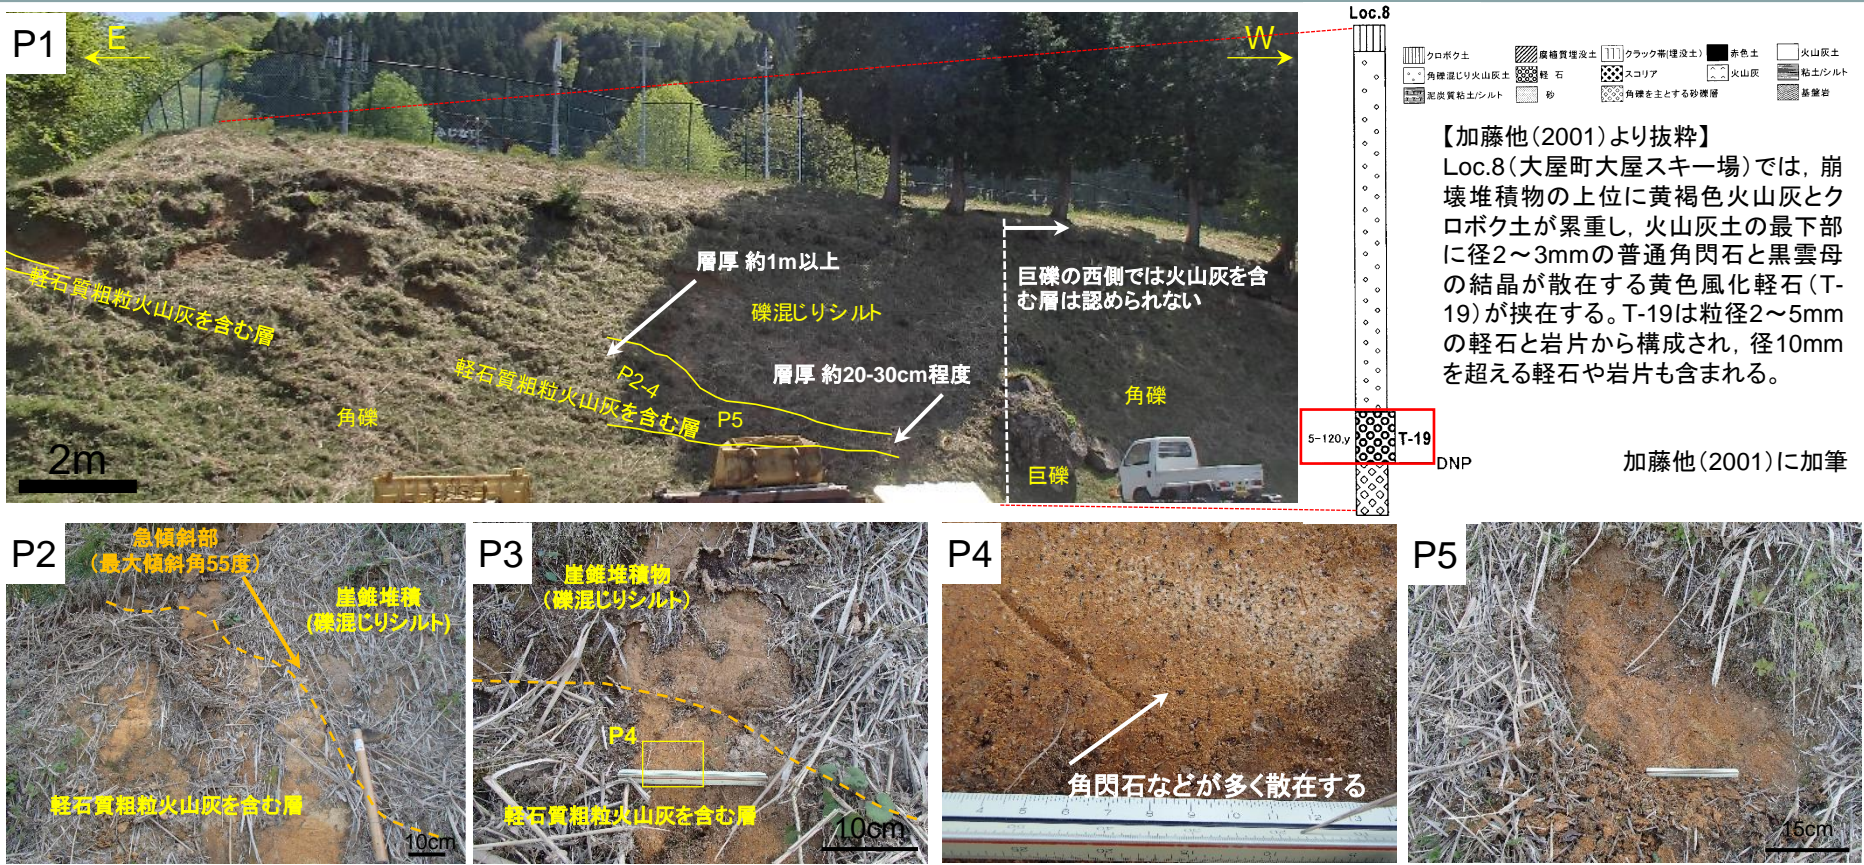 P1
E
W
Loc.8
クロボク土
腐植質埋没土
クラック帯(埋没土)
赤色土
火山灰土
角礫混じり火山灰土
軽 石
スコリア
火山灰
粘土/シルト
泥炭質粘土/シルト
砂
角礫を主とする砂礫層
基盤岩
【加藤他(2001)より抜粋】
Loc.8(大屋町大屋スキー場)では，崩
壊堆積物の上位に黄褐色火山灰とク
ロボク土が累重し，火山灰土の最下部
に径2～3mmの普通角閃石と黒雲母
の結晶が散在する黄色風化軽石(T-
19)が挟在する。T-19は粒径2～5mm
の軽石と岩片から構成され，径10mm
を超える軽石や岩片も含まれる。
加藤他(2001)に加筆
5-120,y
T-19
DNP
層厚 約1m以上
巨礫の西側では火山灰を含
む層は認められない
礫混じりシルト
軽石質粗粒火山灰を含む層
層厚 約20-30cm程度
P2-4
軽石質粗粒火山灰を含む層
P5
角礫
角礫
巨礫
2m
P2
急傾斜部
(最大傾斜角55度)
崖錐堆積
(礫混じりシルト)
軽石質粗粒火山灰を含む層
10cm
P3
崖錐堆積物
(礫混じりシルト)
P4
軽石質粗粒火山灰を含む層
10cm
P4
角閃石などが多く散在する
4 5 6 7 8 9 10 11 12 13
P5
15cm